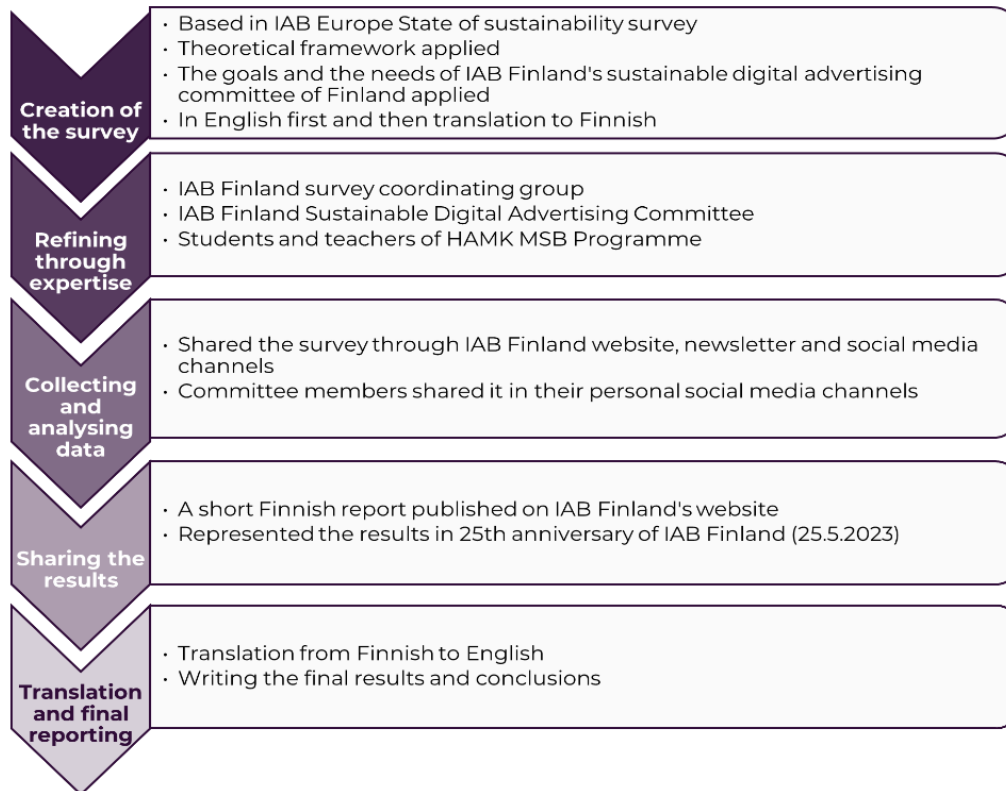 Creation of
the survey
• Based in IAB Europe State of sustainability survey
• Theoretical framework applied
• The goals and the needs of IAB Finland's sustainable digital advertising
committee of Finland applied
• In English first and then translation to Finnish
Refining
through
expertise
• IAB Finland survey coordinating group
• IAB Finland Sustainable Digital Advertising Committee
• Students and teachers of HAMK MSB Programme
Collecting
and
analysing
data
• Shared the survey through IAB Finland website, newsletter and social media
channels
• Committee members shared it in their personal social media channels
Sharing the
results
• A short Finnish report published on IAB Finland's website
• Represented the results in 25th anniversary of IAB Finland (25.5.2023)
Translation
and final
reporting
• Translation from Finnish to English
• Writing the final results and conclusions